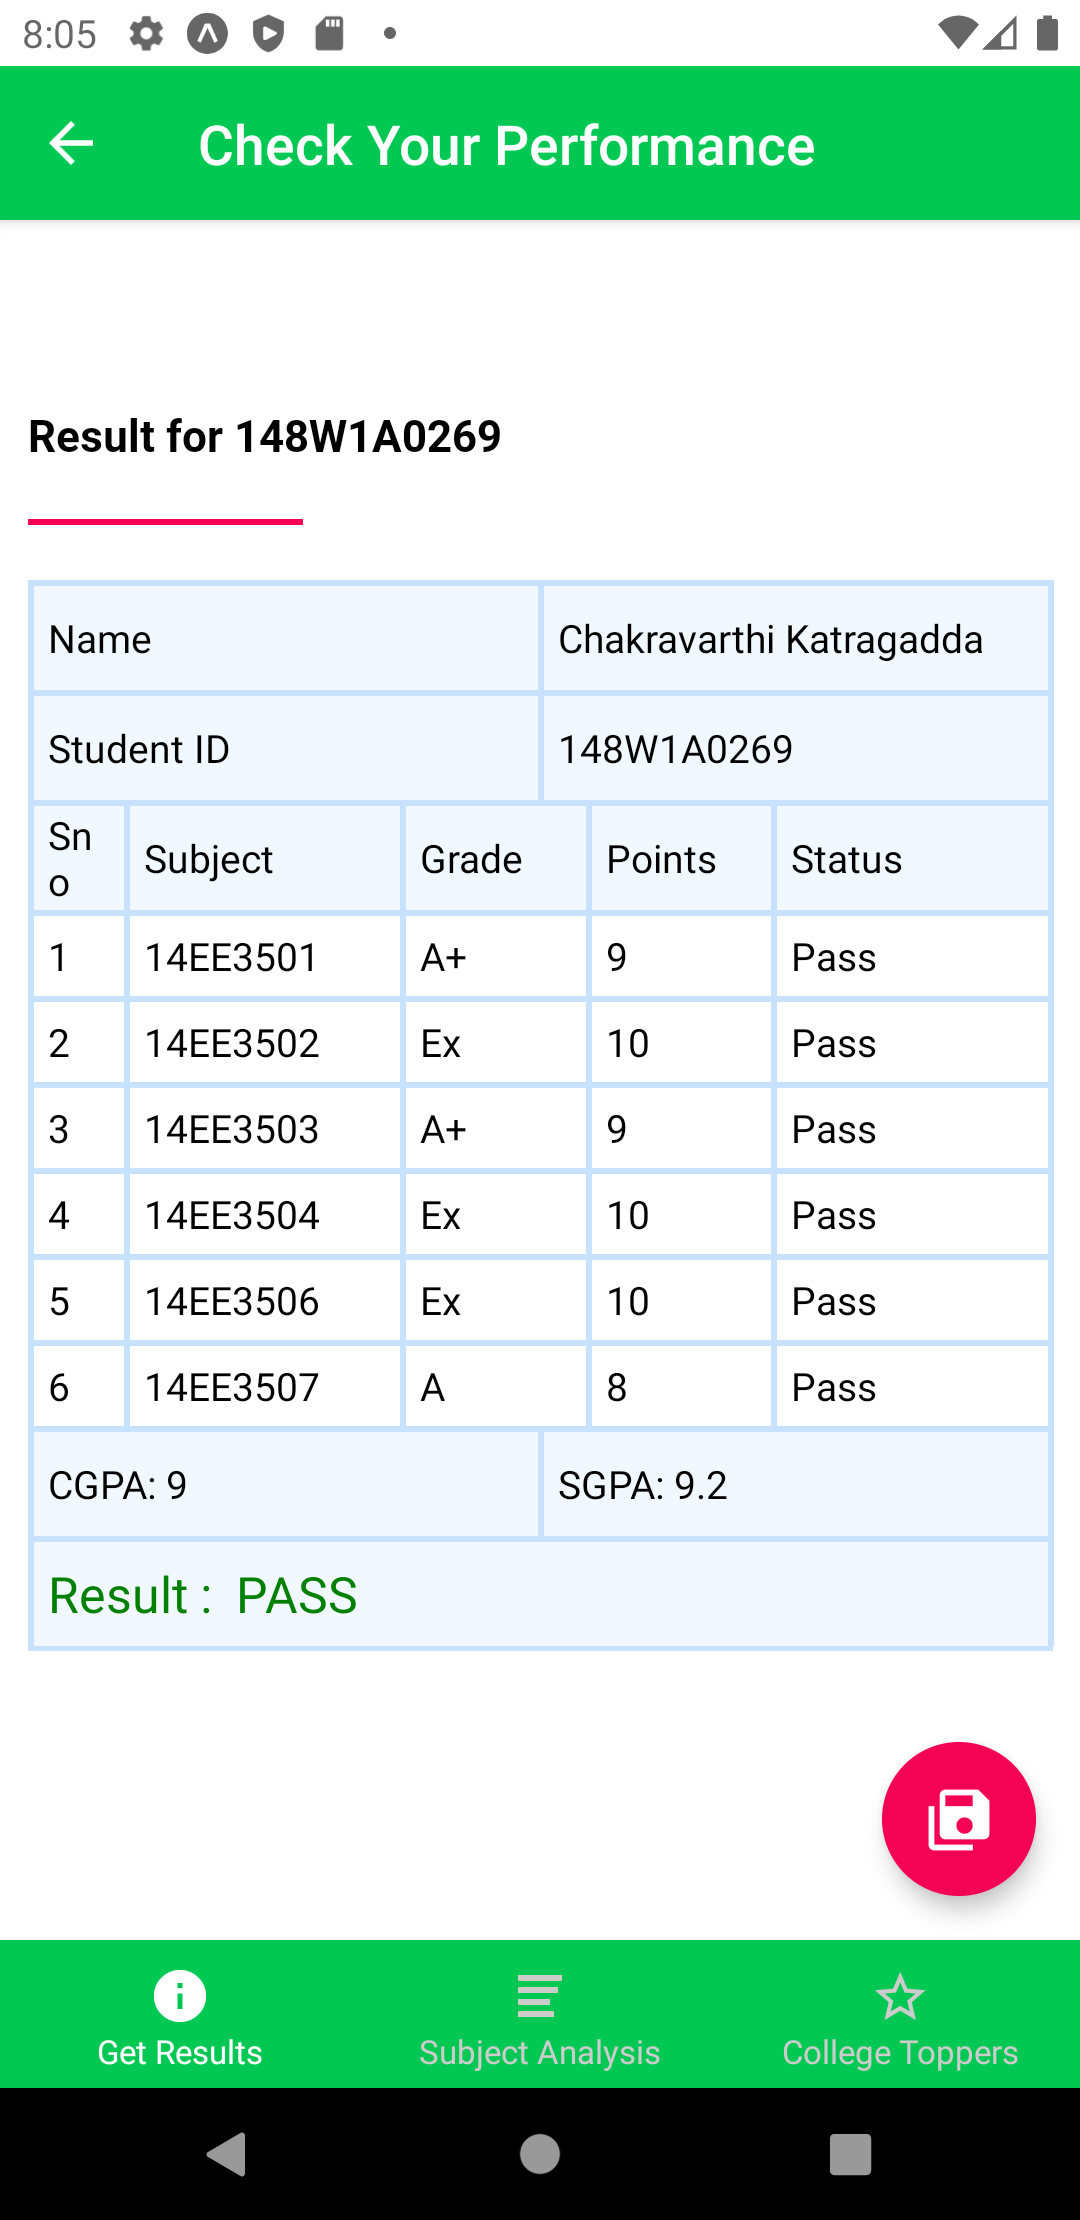 8:05
Check Your Performance
Result for 148W1A0269
Name Chakravarthi Katragadda
Student ID 148W1A0269
Sn
o Subject Grade Points Status
1 14EE3501 A+ 9 Pass
2 14EE3502 Ex 10 Pass
3 14EE3503 A+ 9 Pass
4 14EE3504 Ex 10 Pass
5 14EE3506 Ex 10 Pass
6 14EE3507 A 8 Pass
CGPA: 9 SGPA: 9.2
Result : PASS
Get Results Subject Analysis College Toppers